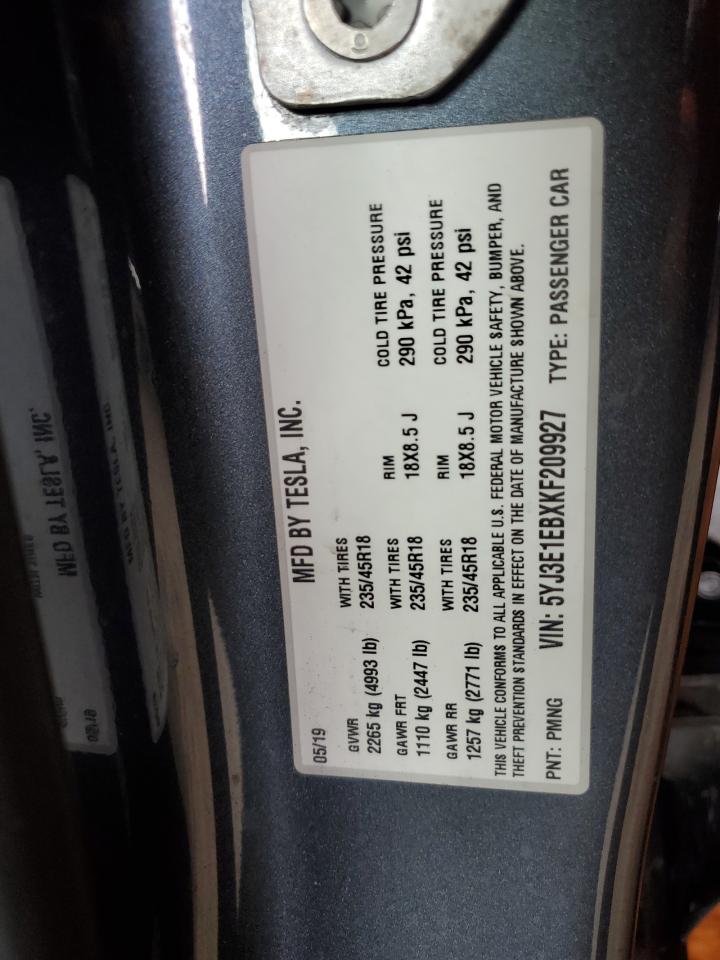 MFD BY TESLA, INC.
05/19
GVWR WITH TIRES
2265 kg (4993 lb) 235/45R18
GAWR FRT WITH TIRES RIM COLD TIRE PRESSURE
1110 kg (2447 lb) 235/45R18 18X8.5 J 290 kPa, 42 psi
GAWR RR WITH TIRES RIM COLD TIRE PRESSURE
1257 kg (2771 lb) 235/45R18 18X8.5 J 290 kPa, 42 psi
THIS VEHICLE CONFORMS TO ALL APPLICABLE U.S. FEDERAL MOTOR VEHICLE SAFETY, BUMPER, AND
THEFT PREVENTION STANDARDS IN EFFECT ON THE DATE OF MANUFACTURE SHOWN ABOVE.
PNT: PMNG VIN: 5YJ3E1EBXKF209927 TYPE: PASSENGER CAR
MFD BY TESLA, INC.
MFD BY TESLA, INC.